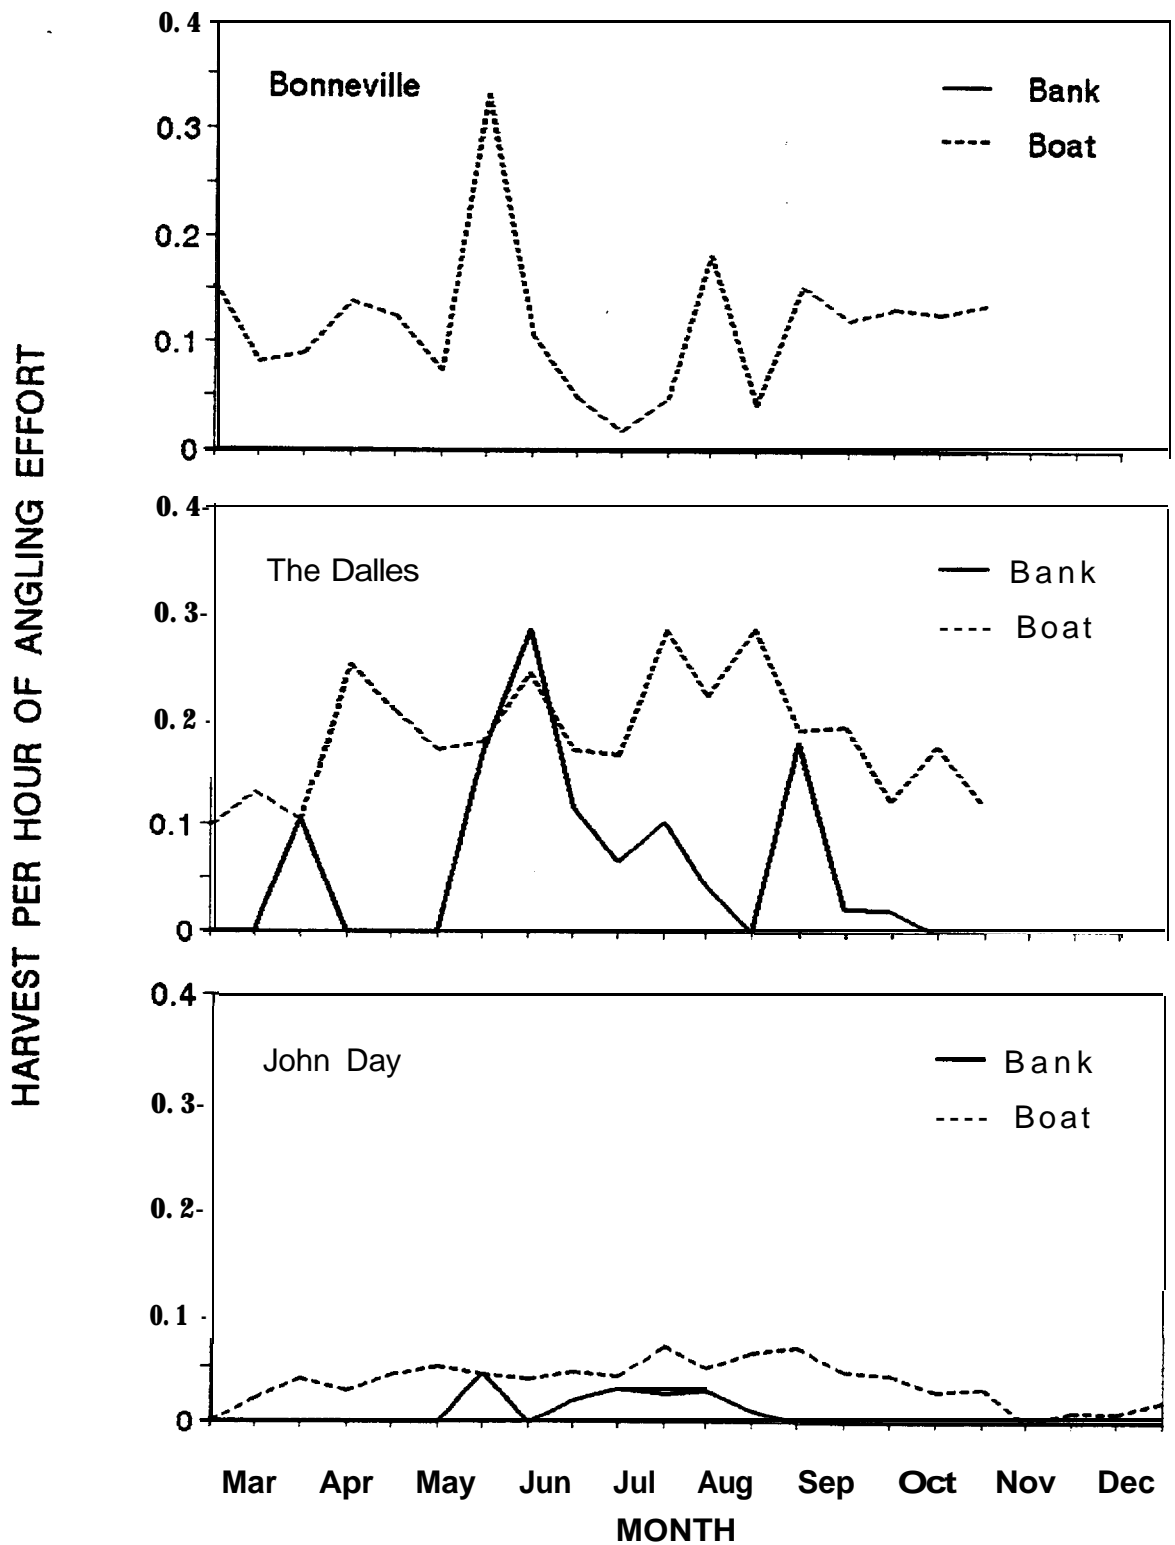 HARVEST PER HOUR OF ANGLING EFFORT
0.4
Bonneville
Bank
Boat
0.3
0.2
0.1
0
0.4
The Dalles
Bank
Boat
0.3
0.2
0.1
0
0.4
John Day
Bank
Boat
0.3
0.2
0.1
0
Mar Apr May Jun Jul Aug Sep Oct Nov Dec
MONTH